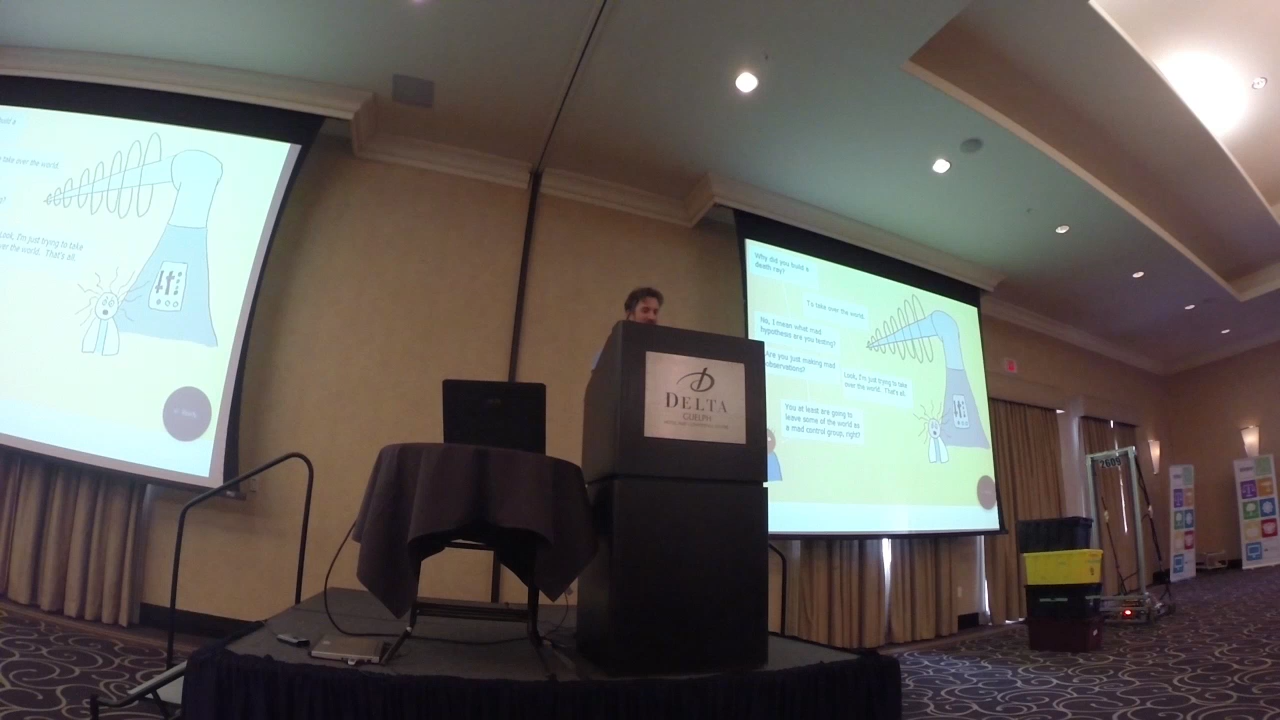 build a
take over the world.
Look, I'm just trying to take
over the world. That's all.
DELTA
GUELPH
Why did you build a
death ray?
To take over the world.
No, I mean what mad
hypothesis are you testing?
Are you just making mad
observations?
Look, I'm just trying to take
over the world. That's all.
You at least are going to
leave some of the world as
a mad control group, right?
2609